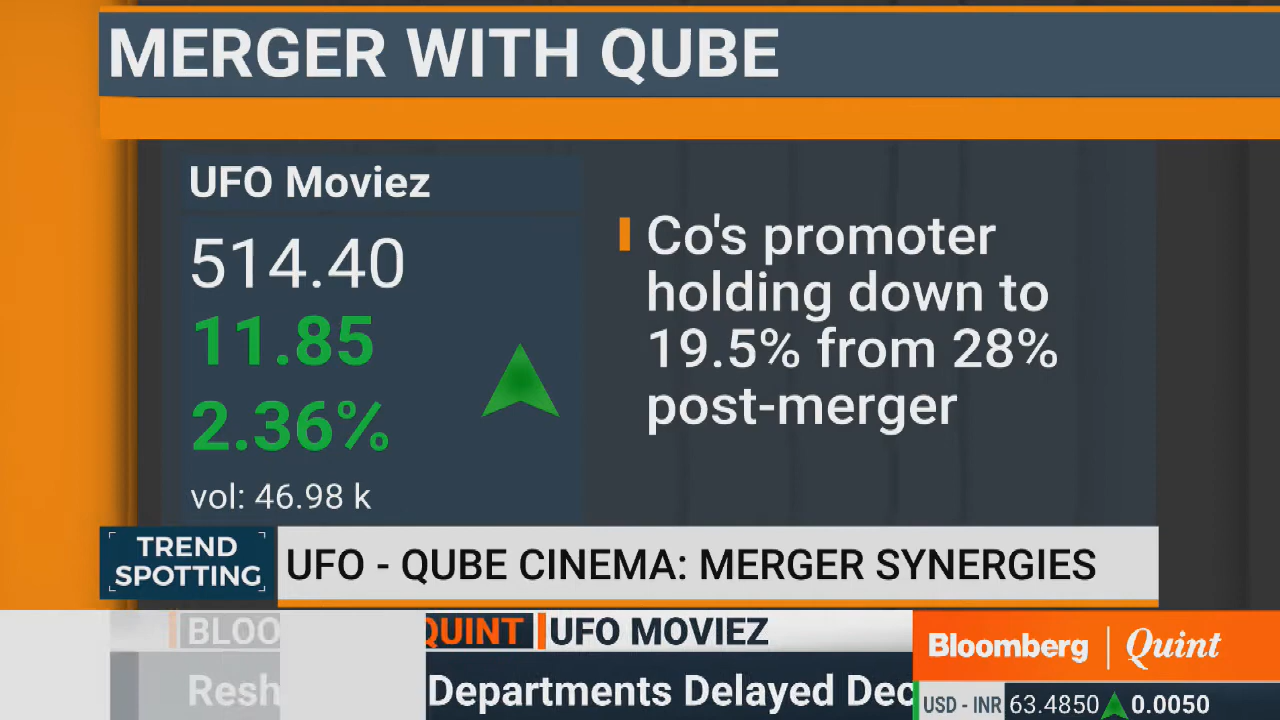 MERGER WITH QUBE
UFO Moviez
514.40
11.85
2.36%
vol: 46.98 k
Co's promoter
holding down to
19.5% from 28%
post-merger
TREND
SPOTTING
UFO - QUBE CINEMA: MERGER SYNERGIES
QUINT UFO MOVIEZ
Departments Delayed
Bloomberg | Quint
USD - INR 63.4850 0.0050